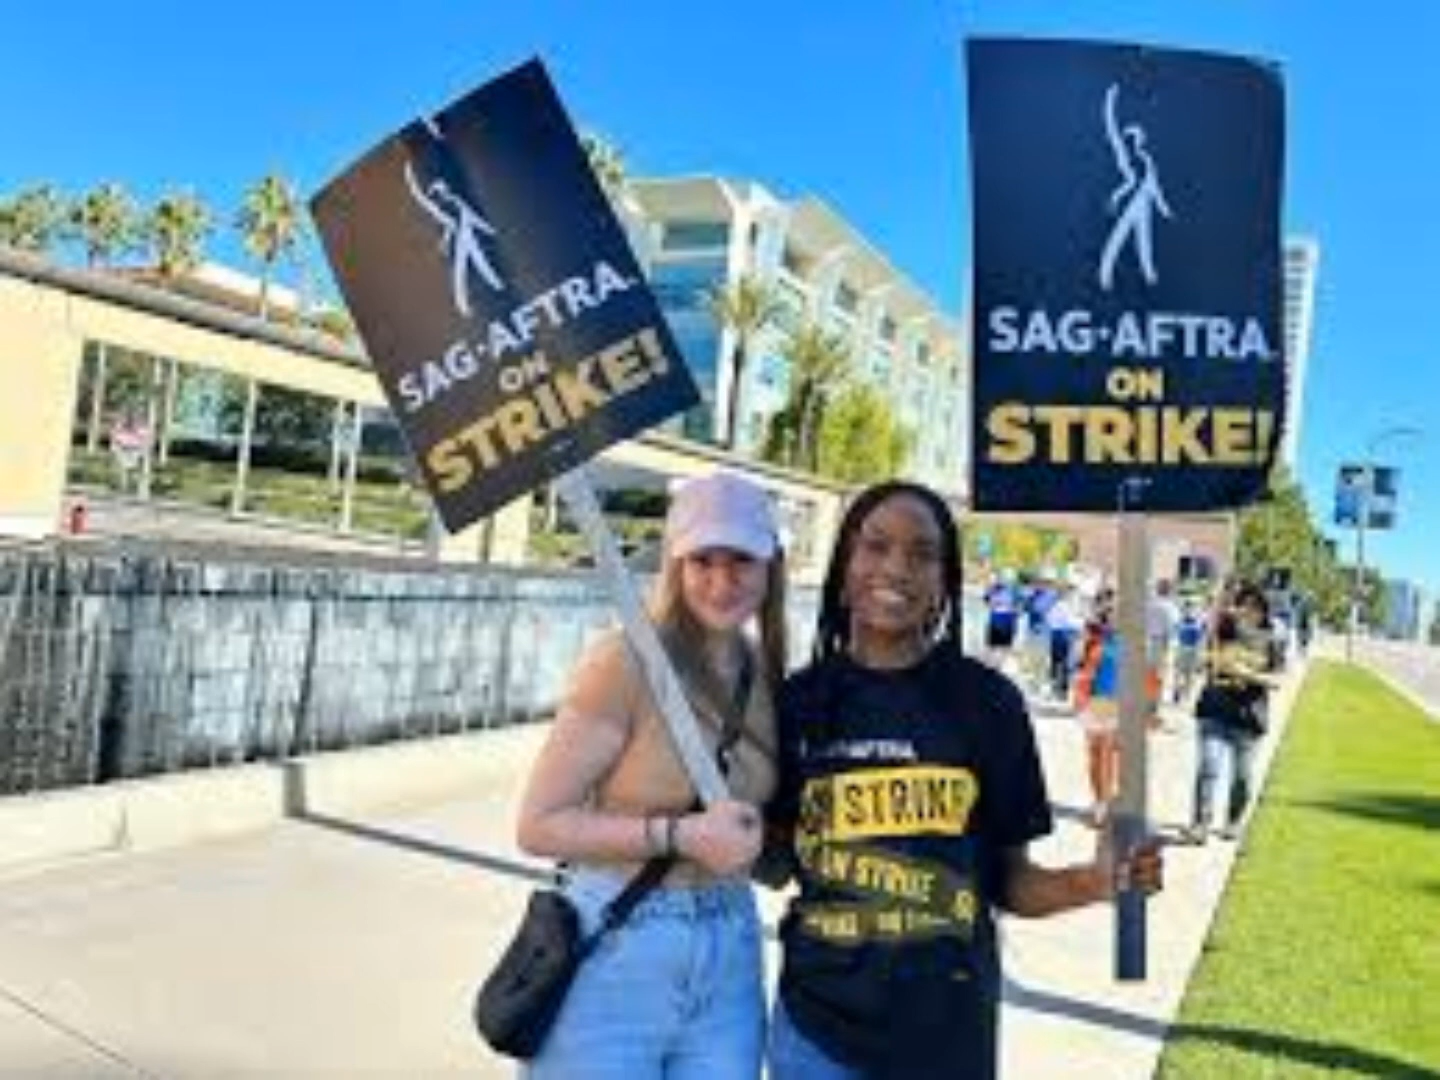 SAG·AFTRA
ON
STRIKE!
SAG·AFTRA
ON
STRIKE!
STRIKE
ON STRIKE